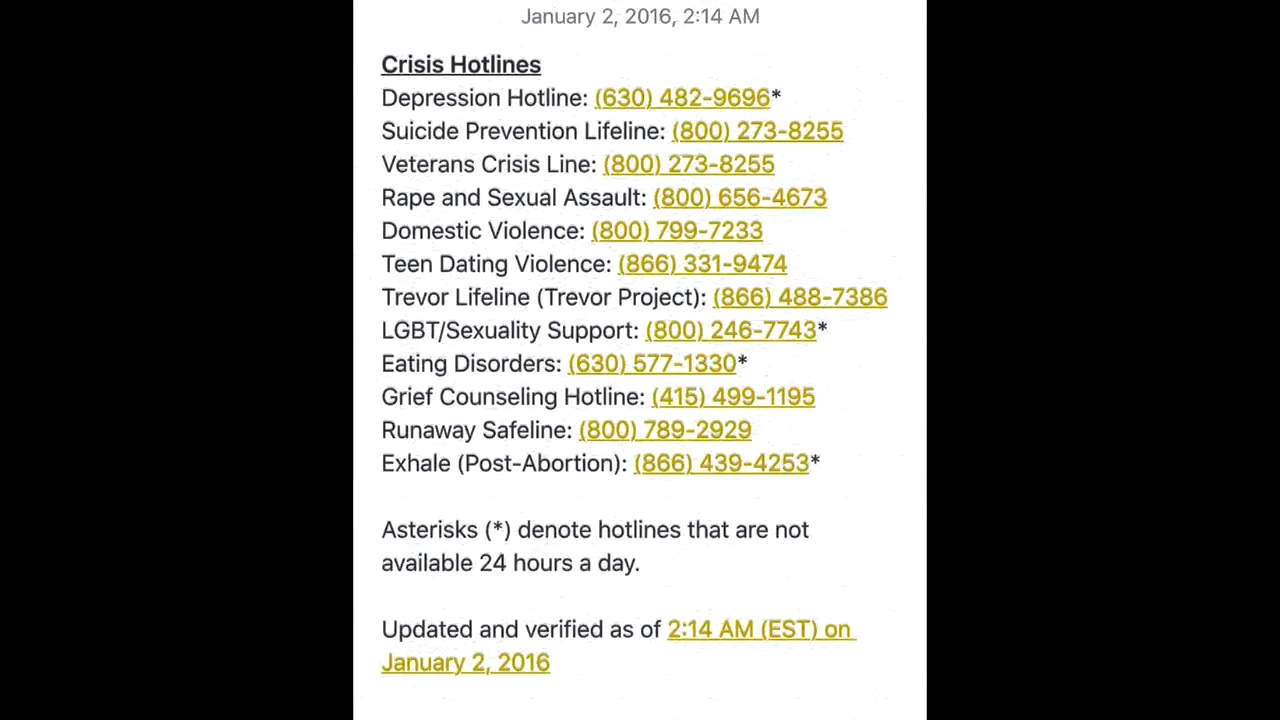 January 2, 2016, 2:14 AM
Crisis Hotlines
Depression Hotline: (630) 482-9696*
Suicide Prevention Lifeline: (800) 273-8255
Veterans Crisis Line: (800) 273-8255
Rape and Sexual Assault: (800) 656-4673
Domestic Violence: (800) 799-7233
Teen Dating Violence: (866) 331-9474
Trevor Lifeline (Trevor Project): (866) 488-7386
LGBT/Sexuality Support: (800) 246-7743*
Eating Disorders: (630) 577-1330*
Grief Counseling Hotline: (415) 499-1195
Runaway Safeline: (800) 789-2929
Exhale (Post-Abortion): (866) 439-4253*
Asterisks (*) denote hotlines that are not
available 24 hours a day.
Updated and verified as of 2:14 AM (EST) on
January 2, 2016